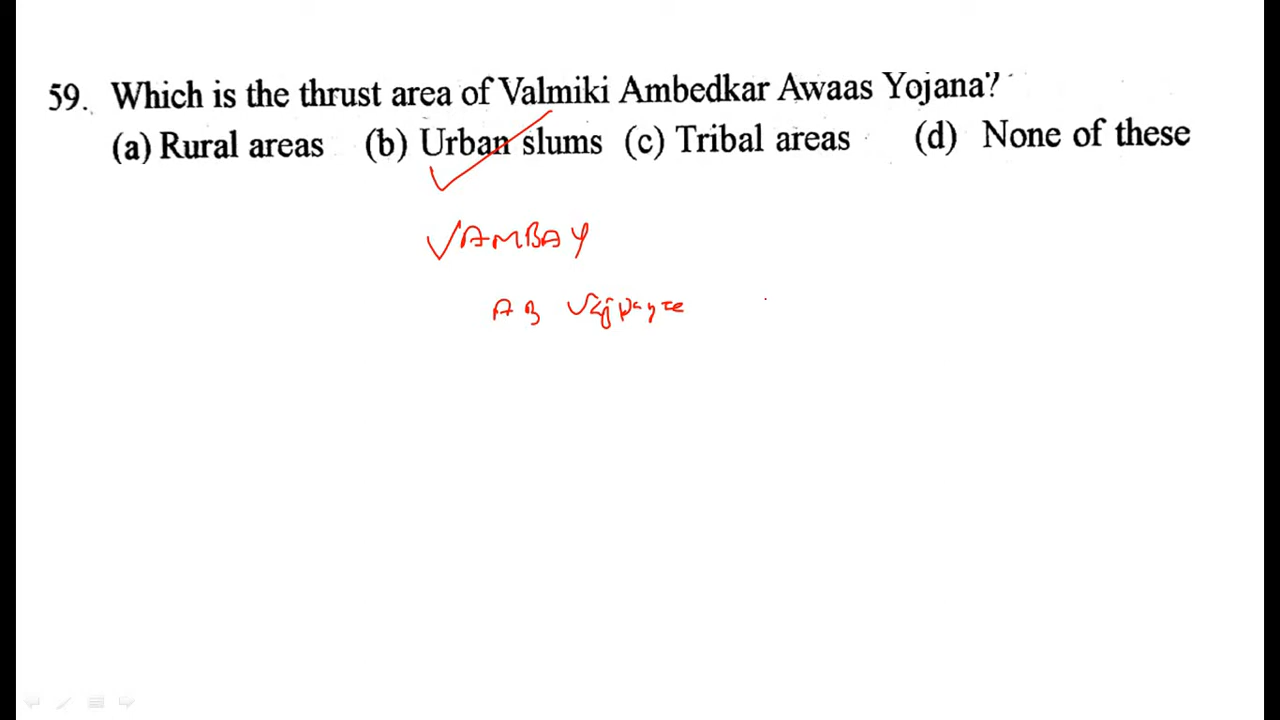 59. Which is the thrust area of Valmiki Ambedkar Awaas Yojana?
(a) Rural areas (b) Urban slums (c) Tribal areas (d) None of these
VAMBAY
AB Vajpayee